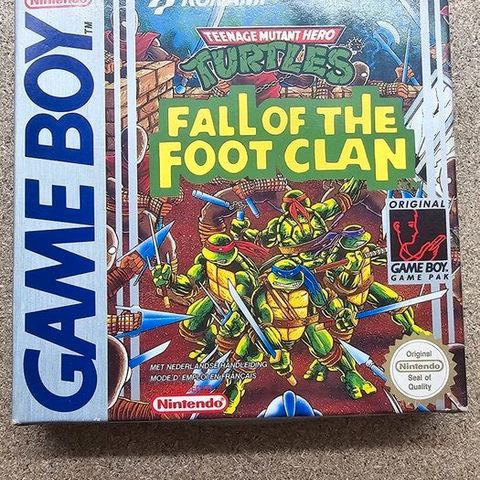 Nintendo
TM
KONAMI
TEENAGE MUTANT HERO
TURTLES
FALL OF THE
FOOT CLAN
GAME BOY
ORIGINAL
GAME BOY
GAME PAK
MET NEDERLANDSE HANDLEIDING
MODE D'EMPLOI EN FRANÇAIS
Nintendo
Original
Nintendo
Seal of
Quality